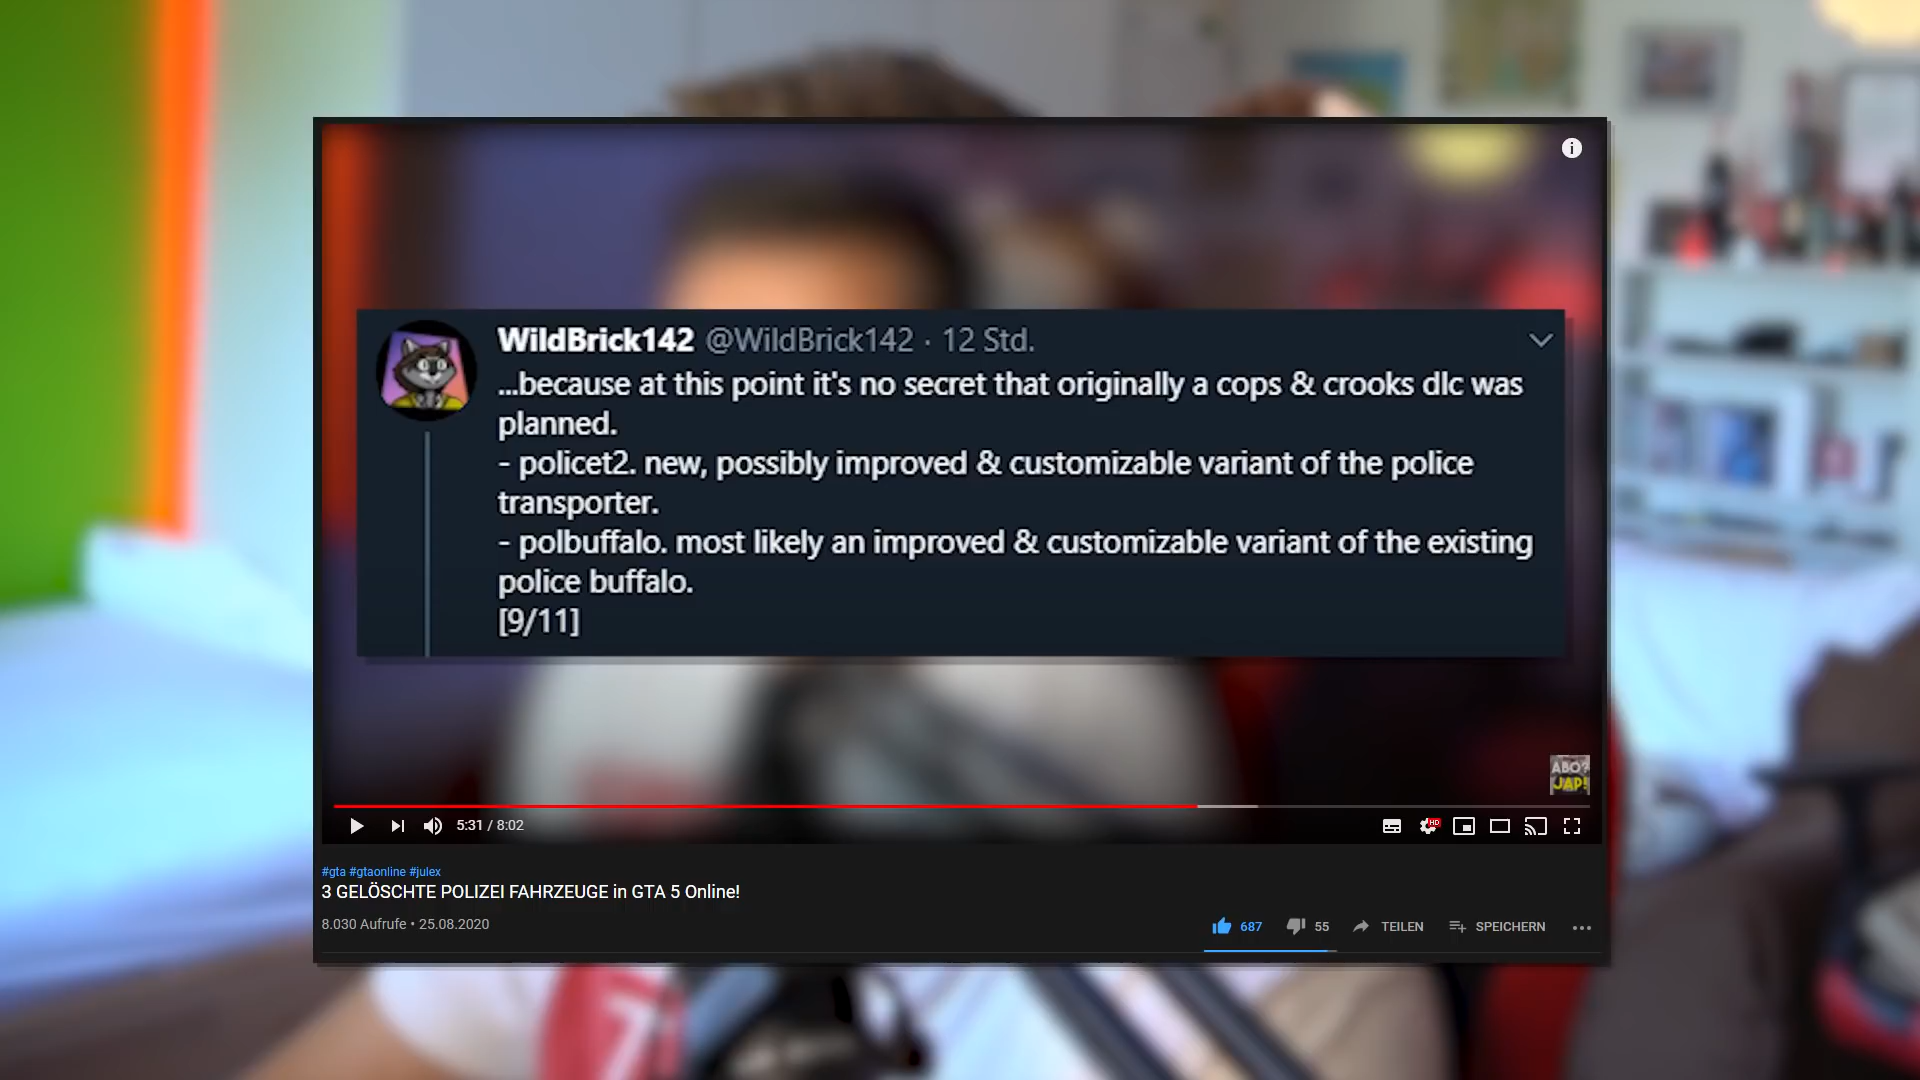 WildBrick142 @WildBrick142 · 12 Std.
...because at this point it's no secret that originally a cops & crooks dlc was
planned.
- policet2. new, possibly improved & customizable variant of the police
transporter.
- polbuffalo. most likely an improved & customizable variant of the existing
police buffalo.
[9/11]
ABO?
JAP!
5:31 / 8:02
HD
#gta #gtaonline #julex
3 GELÖSCHTE POLIZEI FAHRZEUGE in GTA 5 Online!
8.030 Aufrufe • 25.08.2020
687
55
TEILEN
SPEICHERN